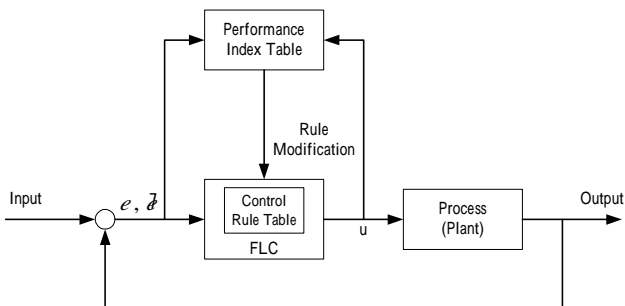 Performance
Index Table
Rule
Modification
Input
e,
Control
Rule Table
FLC
u
Process
(Plant)
Output